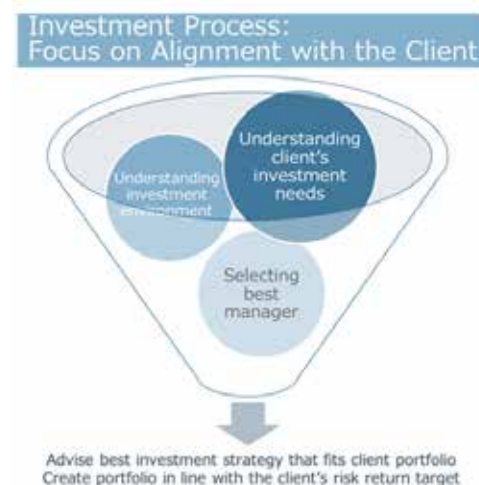 Investment Process:
Focus on Alignment with the Client
Understanding
client's
investment
needs
Understanding
investment
environment
Selecting
best
manager
Advise best investment strategy that fits client portfolio
Create portfolio in line with the client's risk return target